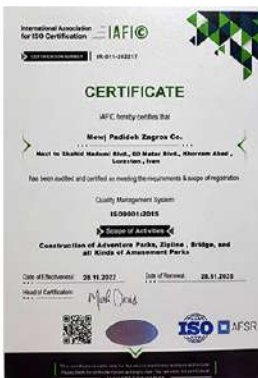 International Association
for ISO Certification
IAFIC
CERTIFICATION NUMBER
IR-011-202217
CERTIFICATE
IAFIC hereby certifies that
Mewj Padideh Zagros Co.
Next to Shahid Madani Blvd., 60 Meter Blvd., Khorram Abad,
Lorestan, Iran
Has been audited and certified as meeting the requirements & scope of registration
Quality Management System
ISO9001:2015
Scope of Activities
Construction of Adventure Parks, Zipline, Bridge, and
all Kinds of Amusement Parks
Date of Effectiveness: 28.11.2022
Date of Renewal: 28.11.2025
Head of Certification:
ISO
AFSR